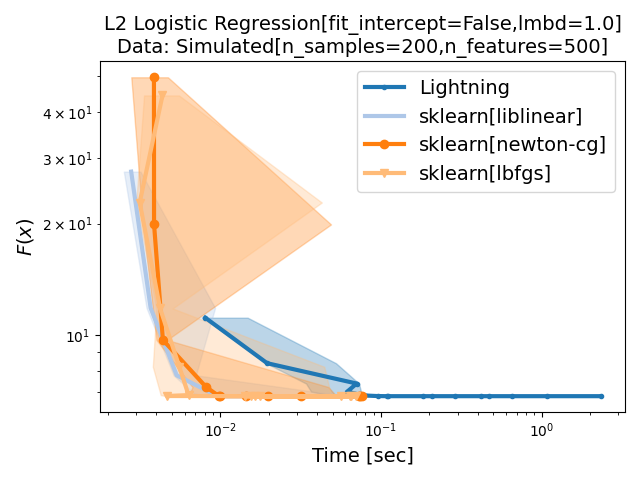 L2 Logistic Regression[fit_intercept=False,lmbd=1.0]
Data: Simulated[n_samples=200,n_features=500]
Lightning
sklearn[liblinear]
sklearn[newton-cg]
sklearn[lbfgs]
F(x)
4 × 10¹
3 × 10¹
2 × 10¹
10¹
10⁻²
10⁻¹
10⁰
Time [sec]